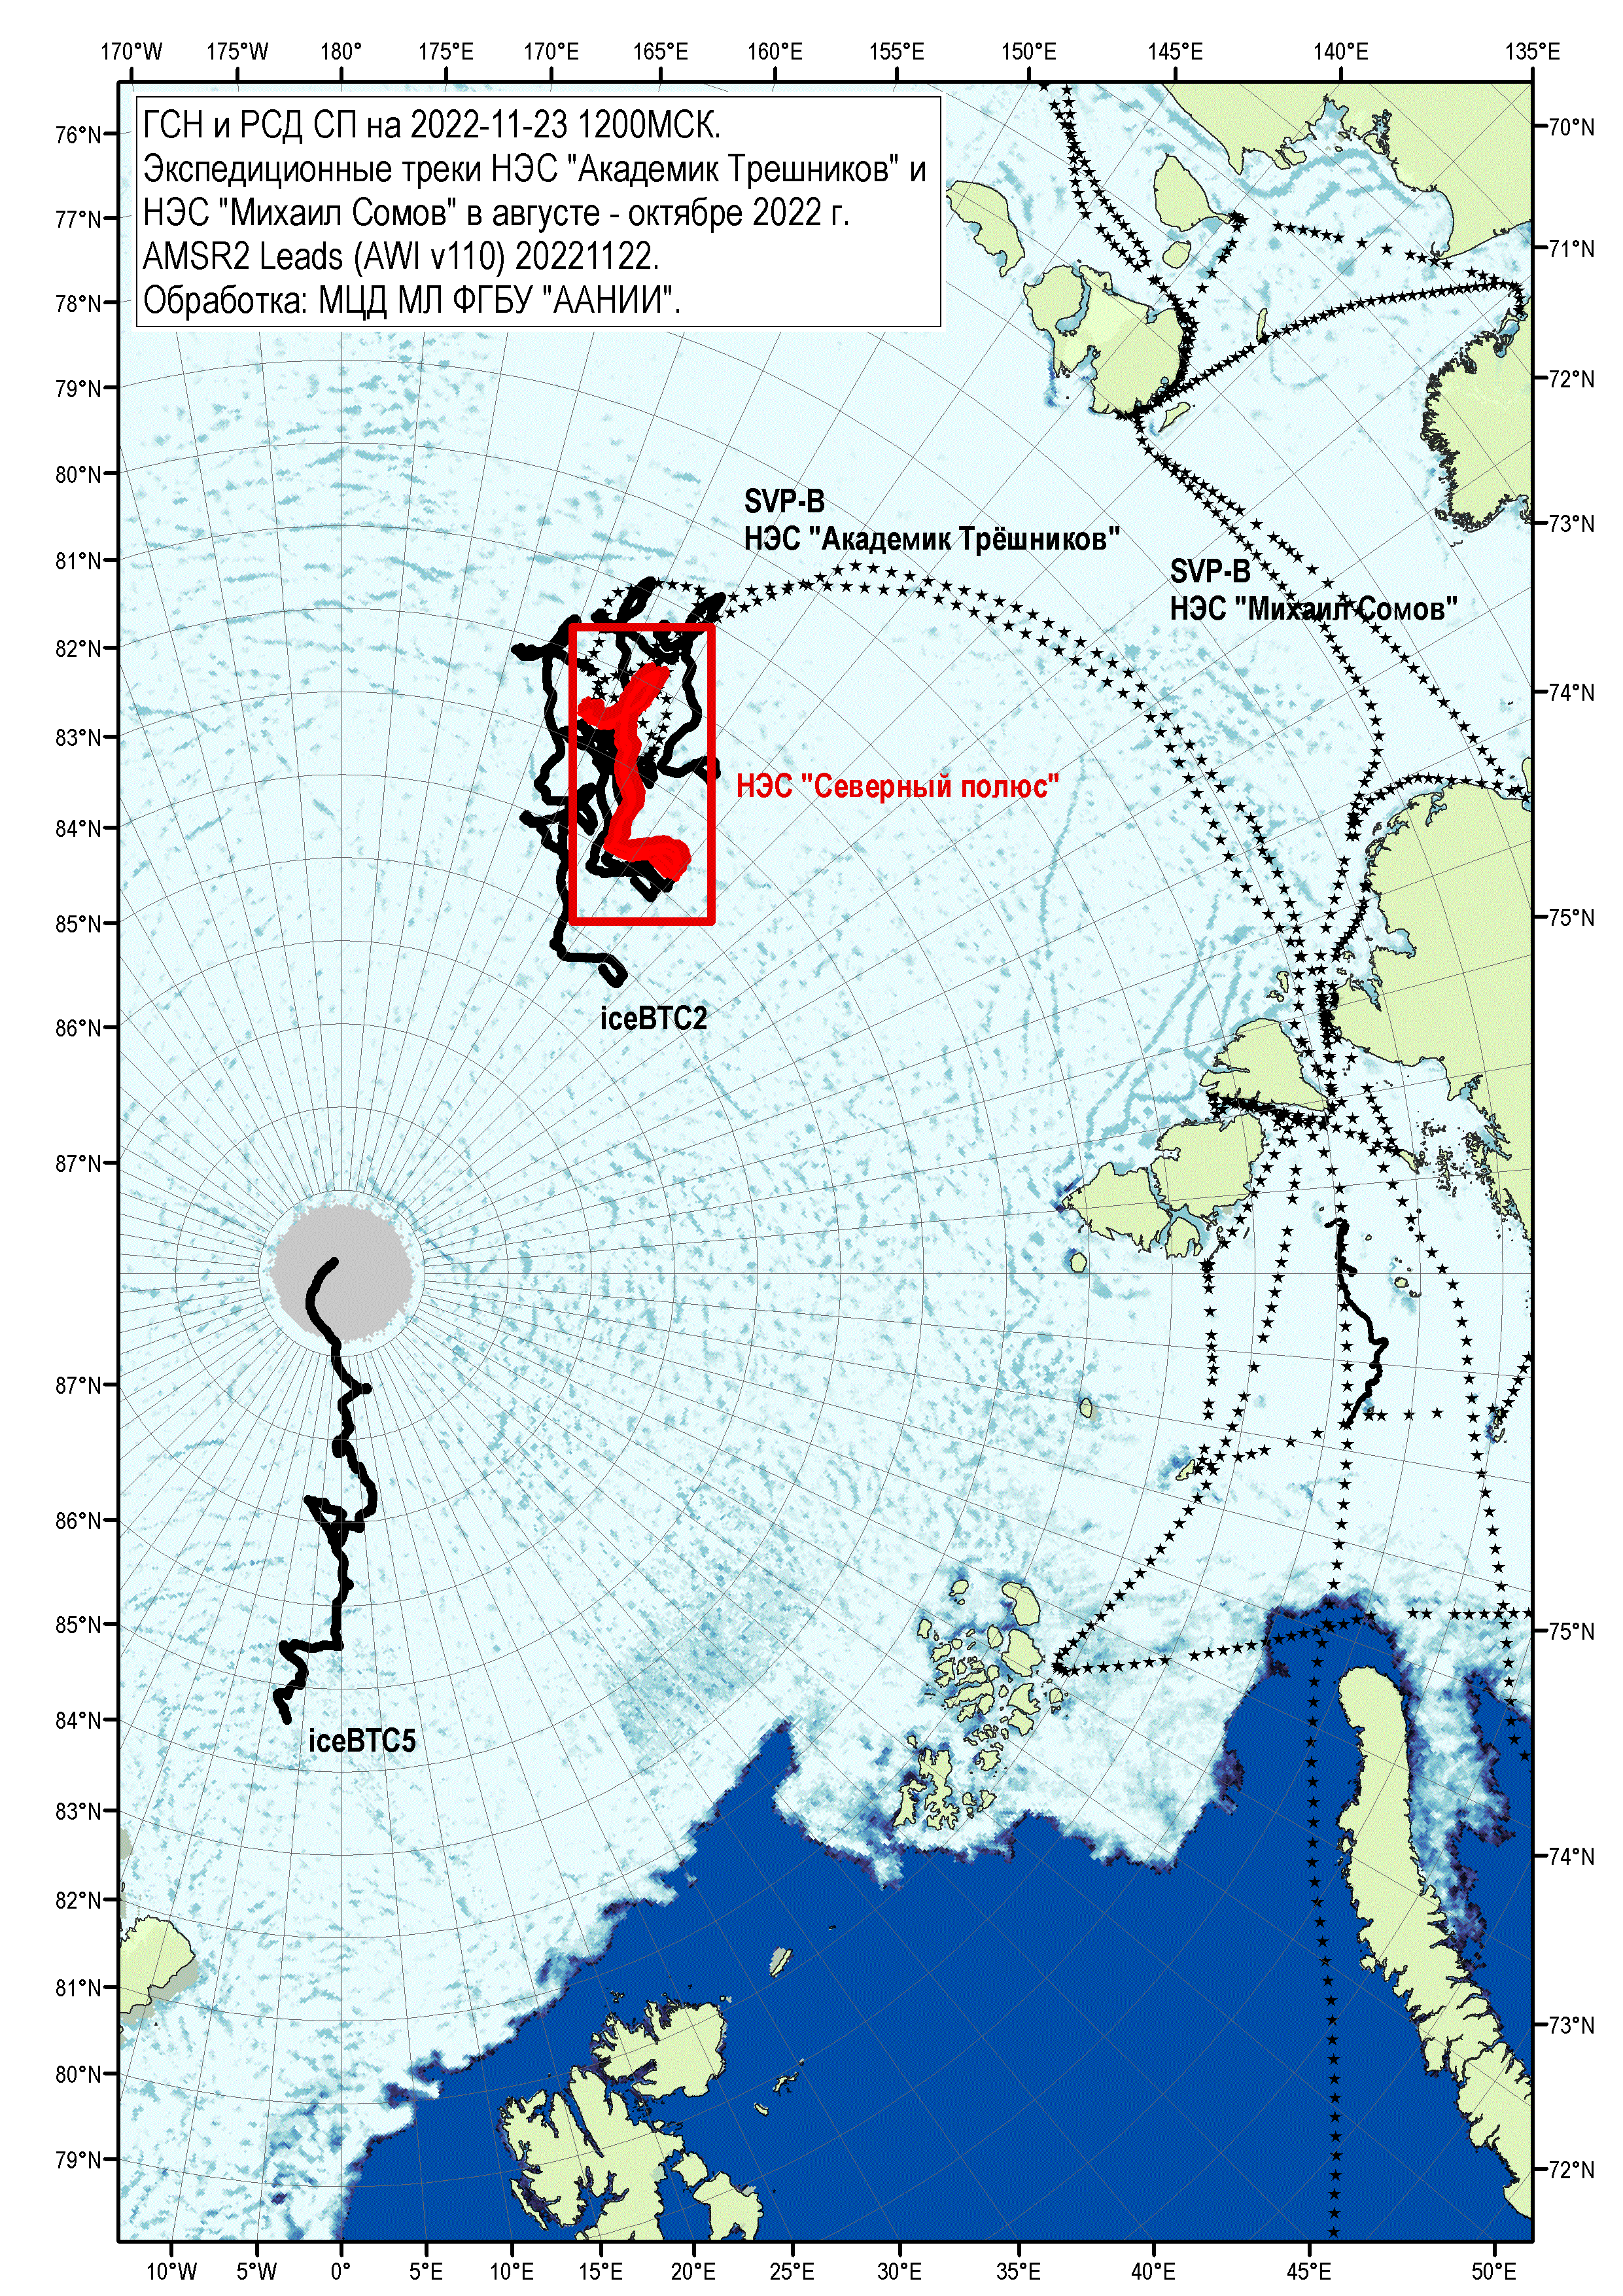 170°W 175°W 180° 175°E 170°E 165°E 160°E 155°E 150°E 145°E 140°E 135°E
ГСН и РСД СП на 2022-11-23 1200МСК.
Экспедиционные треки НЭС "Академик Трешников" и
НЭС "Михаил Сомов" в августе - октябре 2022 г.
AMSR2 Leads (AWI v110) 20221122.
Обработка: МЦД МЛ ФГБУ "ААНИИ".
76°N
77°N
78°N
79°N
80°N
81°N
82°N
83°N
84°N
85°N
86°N
87°N
87°N
86°N
85°N
84°N
83°N
82°N
81°N
80°N
79°N
SVP-B
НЭС "Академик Трёшников"
SVP-B
НЭС "Михаил Сомов"
НЭС "Северный полюс"
iceBTC2
iceBTC5
70°N
71°N
72°N
73°N
74°N
75°N
75°N
74°N
73°N
72°N
10°W 5°W 0° 5°E 10°E 15°E 20°E 25°E 30°E 35°E 40°E 45°E 50°E